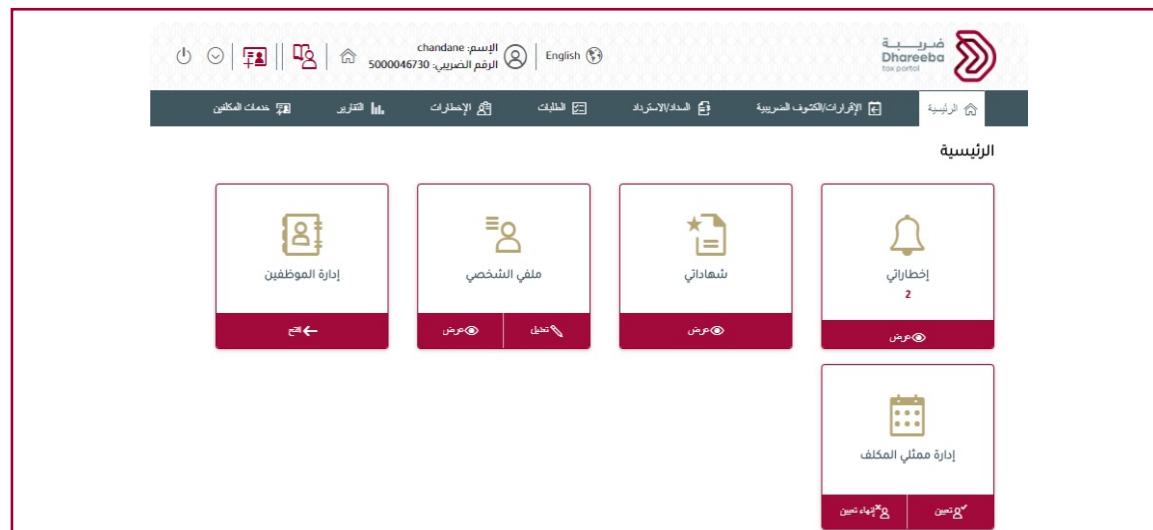 ضريبة
Dhareeba
tax portal
English
الإسم: chandane
الرقم الضريبي: 5000046730
الرئيسية
الإقرارات/الكشوف الضريبية
السداد/الاسترداد
الطلبات
الإخطارات
التقارير
خدمات المكلفين
الرئيسية
إخطاراتي
2
عرض
شهاداتي
عرض
ملفي الشخصي
تعديل
عرض
إدارة الموظفين
افتح
إدارة ممثلي المكلف
تعيين
إنهاء تعيين